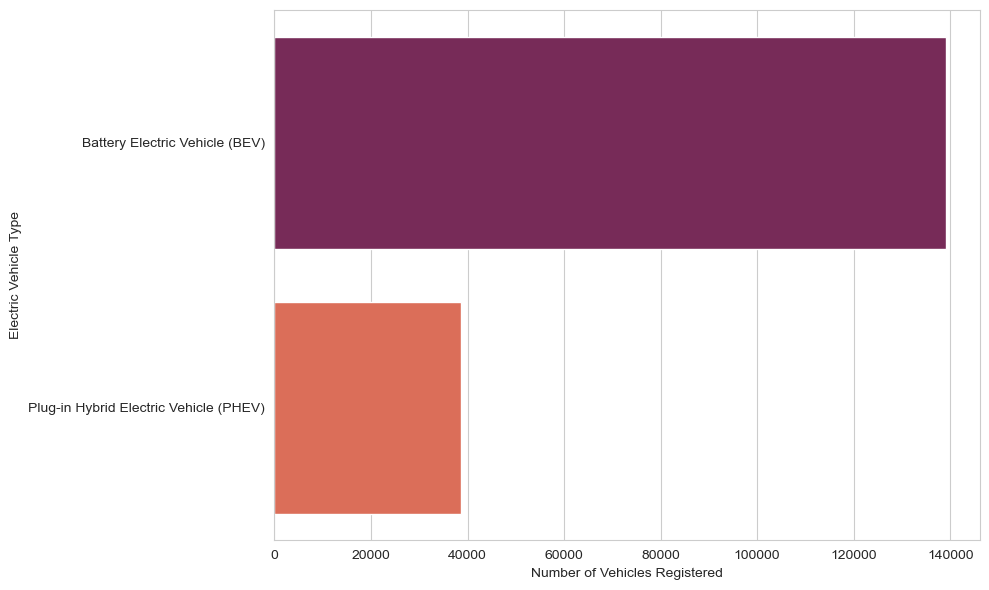 Electric Vehicle Type
Battery Electric Vehicle (BEV)
Plug-in Hybrid Electric Vehicle (PHEV)
0 20000 40000 60000 80000 100000 120000 140000
Number of Vehicles Registered